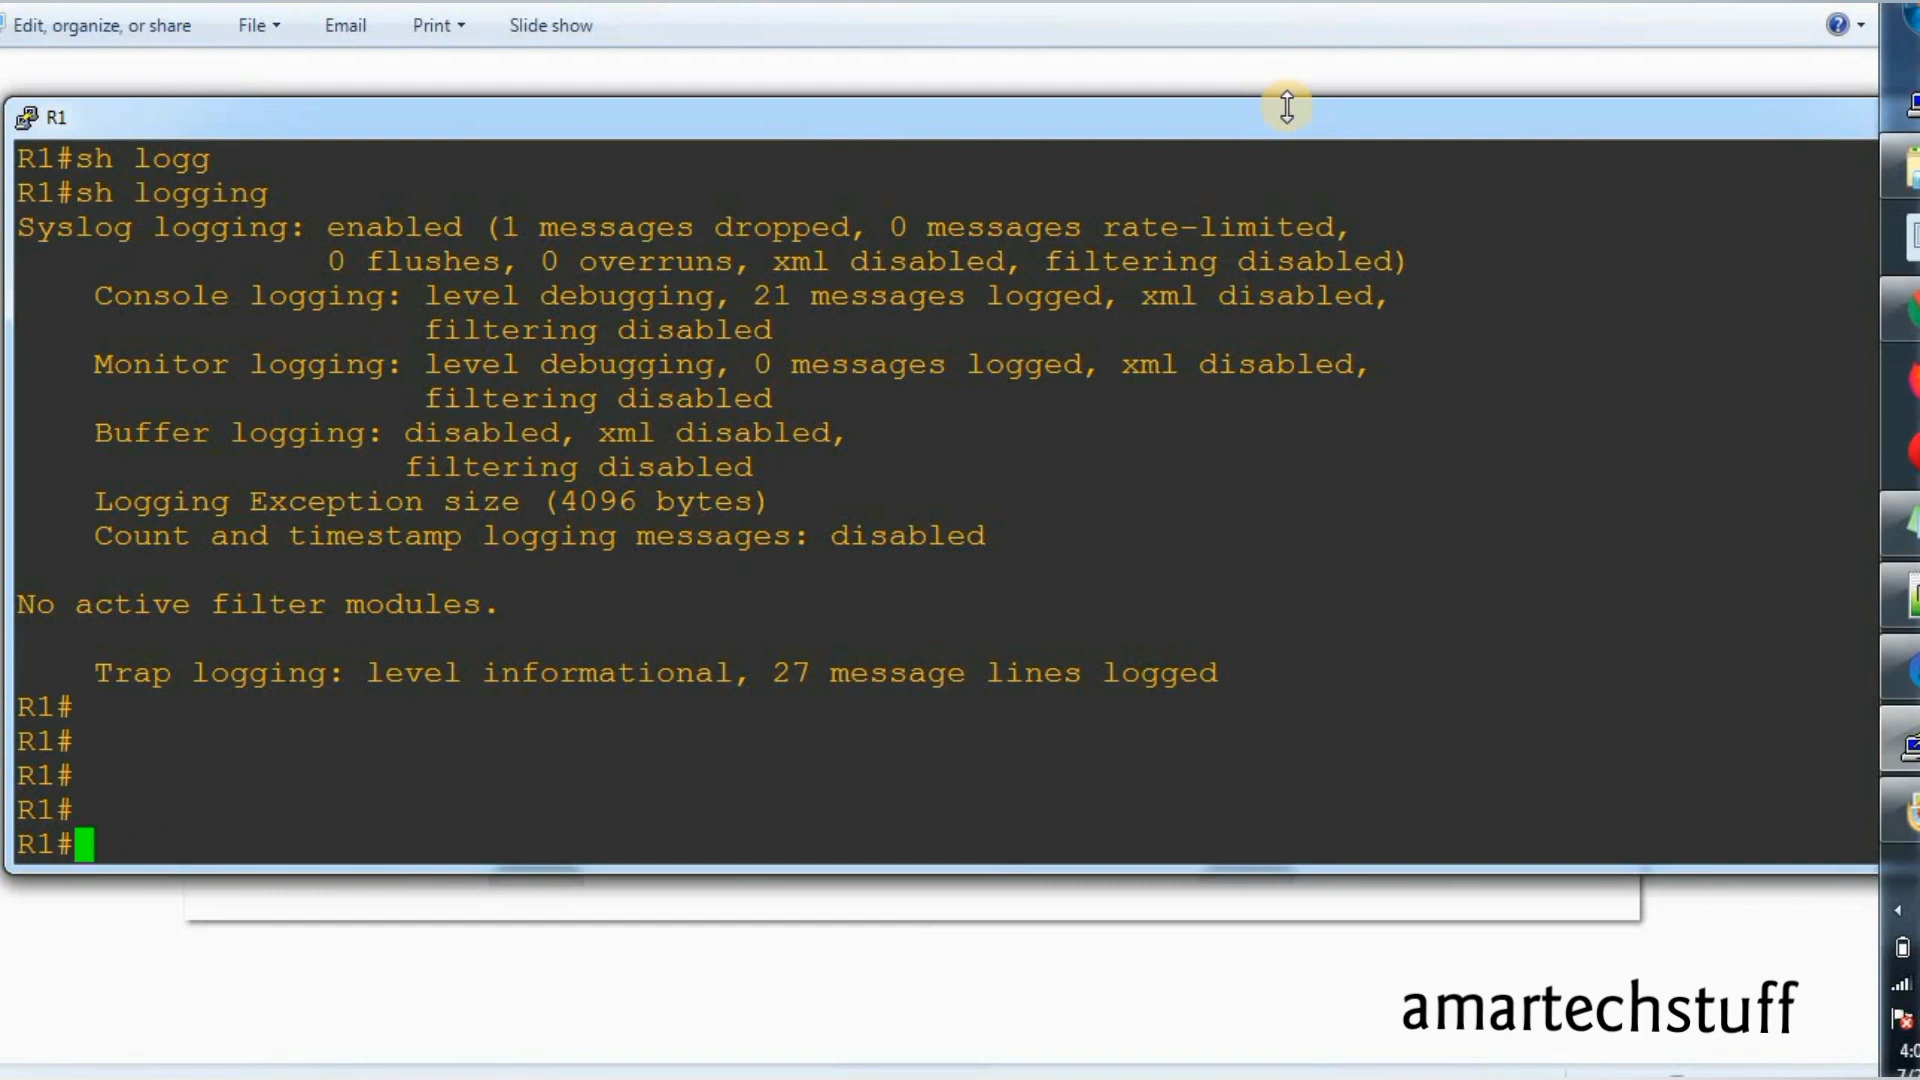 Edit, organize, or share File Email Print Slide show
R1
R1#sh logg
R1#sh logging
Syslog logging: enabled (1 messages dropped, 0 messages rate-limited,
0 flushes, 0 overruns, xml disabled, filtering disabled)
Console logging: level debugging, 21 messages logged, xml disabled,
filtering disabled
Monitor logging: level debugging, 0 messages logged, xml disabled,
filtering disabled
Buffer logging: disabled, xml disabled,
filtering disabled
Logging Exception size (4096 bytes)
Count and timestamp logging messages: disabled
No active filter modules.
Trap logging: level informational, 27 message lines logged
R1#
R1#
R1#
R1#
R1#
amartechstuff